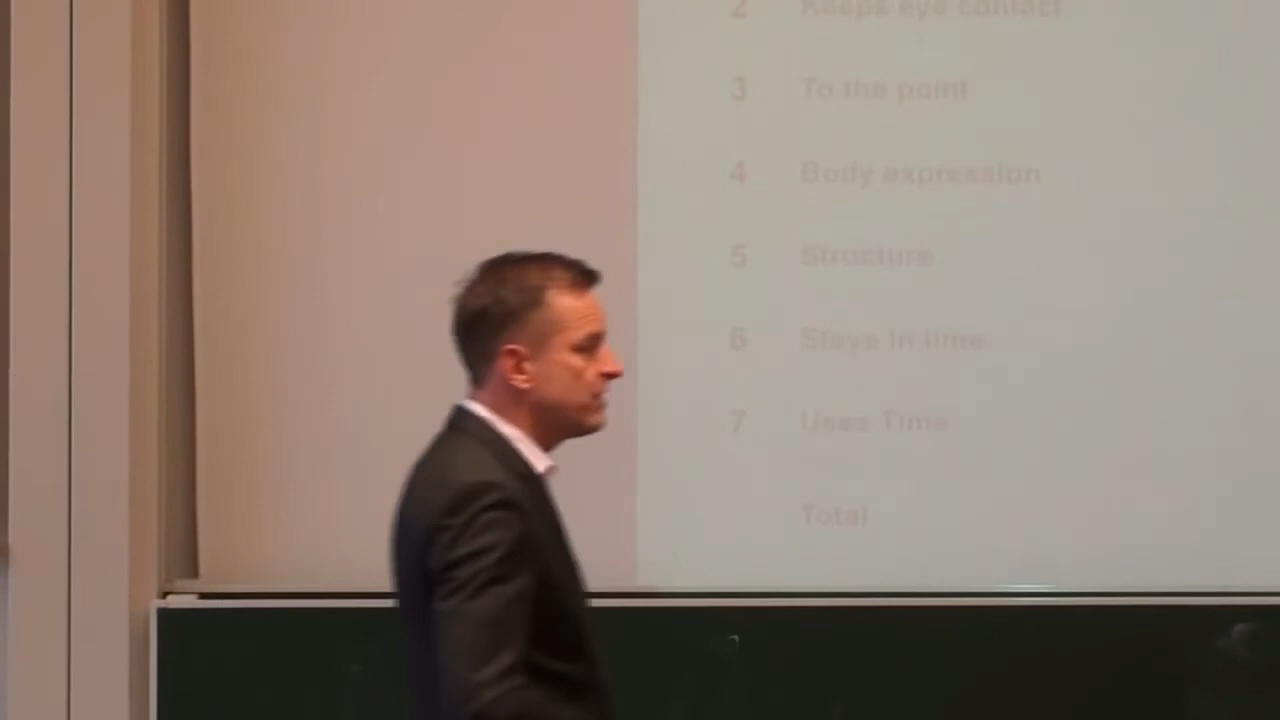 2 Keeps eye contact
3 To the point
4 Body expression
5 Structure
6 Stays in time
7 Uses Time
Total